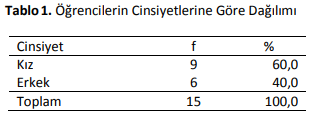 Tablo 1. Öğrencilerin Cinsiyetlerine Göre Dağılımı
Cinsiyet f %
Kız 9 60,0
Erkek 6 40,0
Toplam 15 100,0